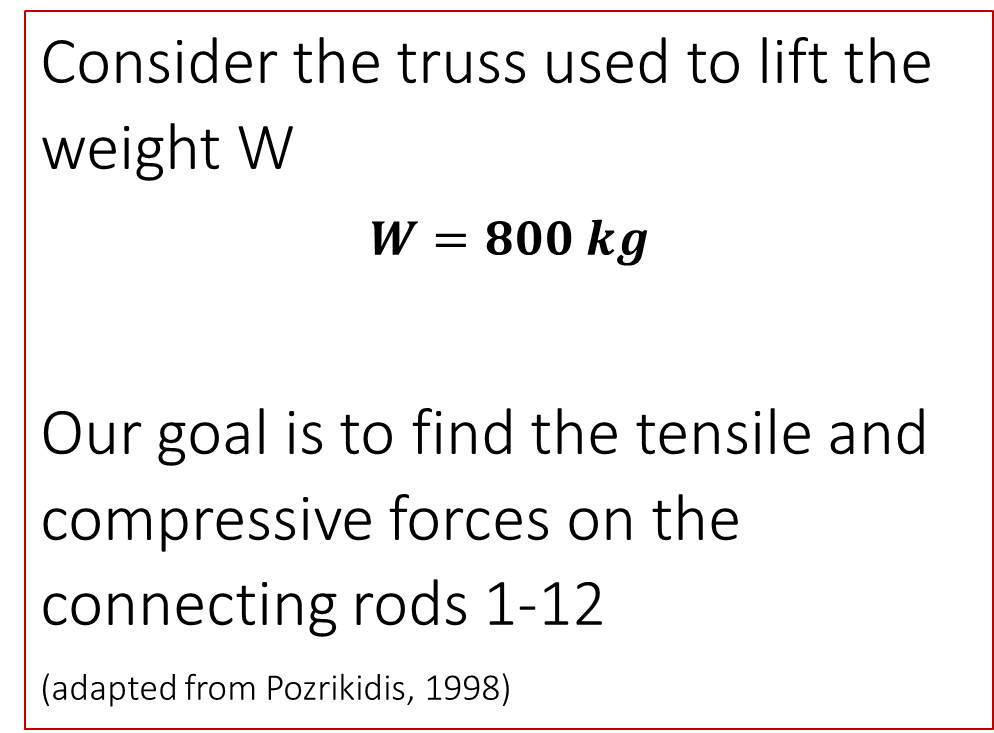 Consider the truss used to lift the
weight W
W = 800 kg
Our goal is to find the tensile and
compressive forces on the
connecting rods 1-12
(adapted from Pozrikidis, 1998)